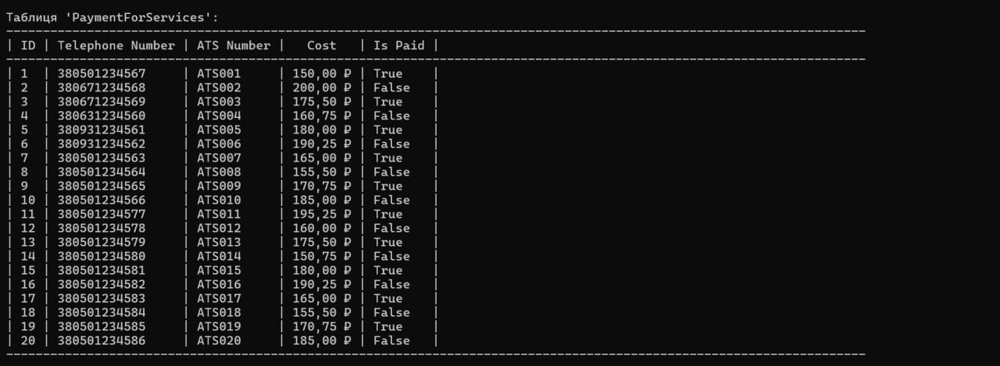 Таблиця 'PaymentForServices':
| ID | Telephone Number | ATS Number |   Cost   | Is Paid |
| 1  | 380501234567     | ATS001     | 150,00 ₽ | True    |
| 2  | 380671234568     | ATS002     | 200,00 ₽ | False   |
| 3  | 380671234569     | ATS003     | 175,50 ₽ | True    |
| 4  | 380631234560     | ATS004     | 160,75 ₽ | False   |
| 5  | 380931234561     | ATS005     | 180,00 ₽ | True    |
| 6  | 380931234562     | ATS006     | 190,25 ₽ | False   |
| 7  | 380501234563     | ATS007     | 165,00 ₽ | True    |
| 8  | 380501234564     | ATS008     | 155,50 ₽ | False   |
| 9  | 380501234565     | ATS009     | 170,75 ₽ | True    |
| 10 | 380501234566     | ATS010     | 185,00 ₽ | False   |
| 11 | 380501234577     | ATS011     | 195,25 ₽ | True    |
| 12 | 380501234578     | ATS012     | 160,00 ₽ | False   |
| 13 | 380501234579     | ATS013     | 175,50 ₽ | True    |
| 14 | 380501234580     | ATS014     | 150,75 ₽ | False   |
| 15 | 380501234581     | ATS015     | 180,00 ₽ | True    |
| 16 | 380501234582     | ATS016     | 190,25 ₽ | False   |
| 17 | 380501234583     | ATS017     | 165,00 ₽ | True    |
| 18 | 380501234584     | ATS018     | 155,50 ₽ | False   |
| 19 | 380501234585     | ATS019     | 170,75 ₽ | True    |
| 20 | 380501234586     | ATS020     | 185,00 ₽ | False   |